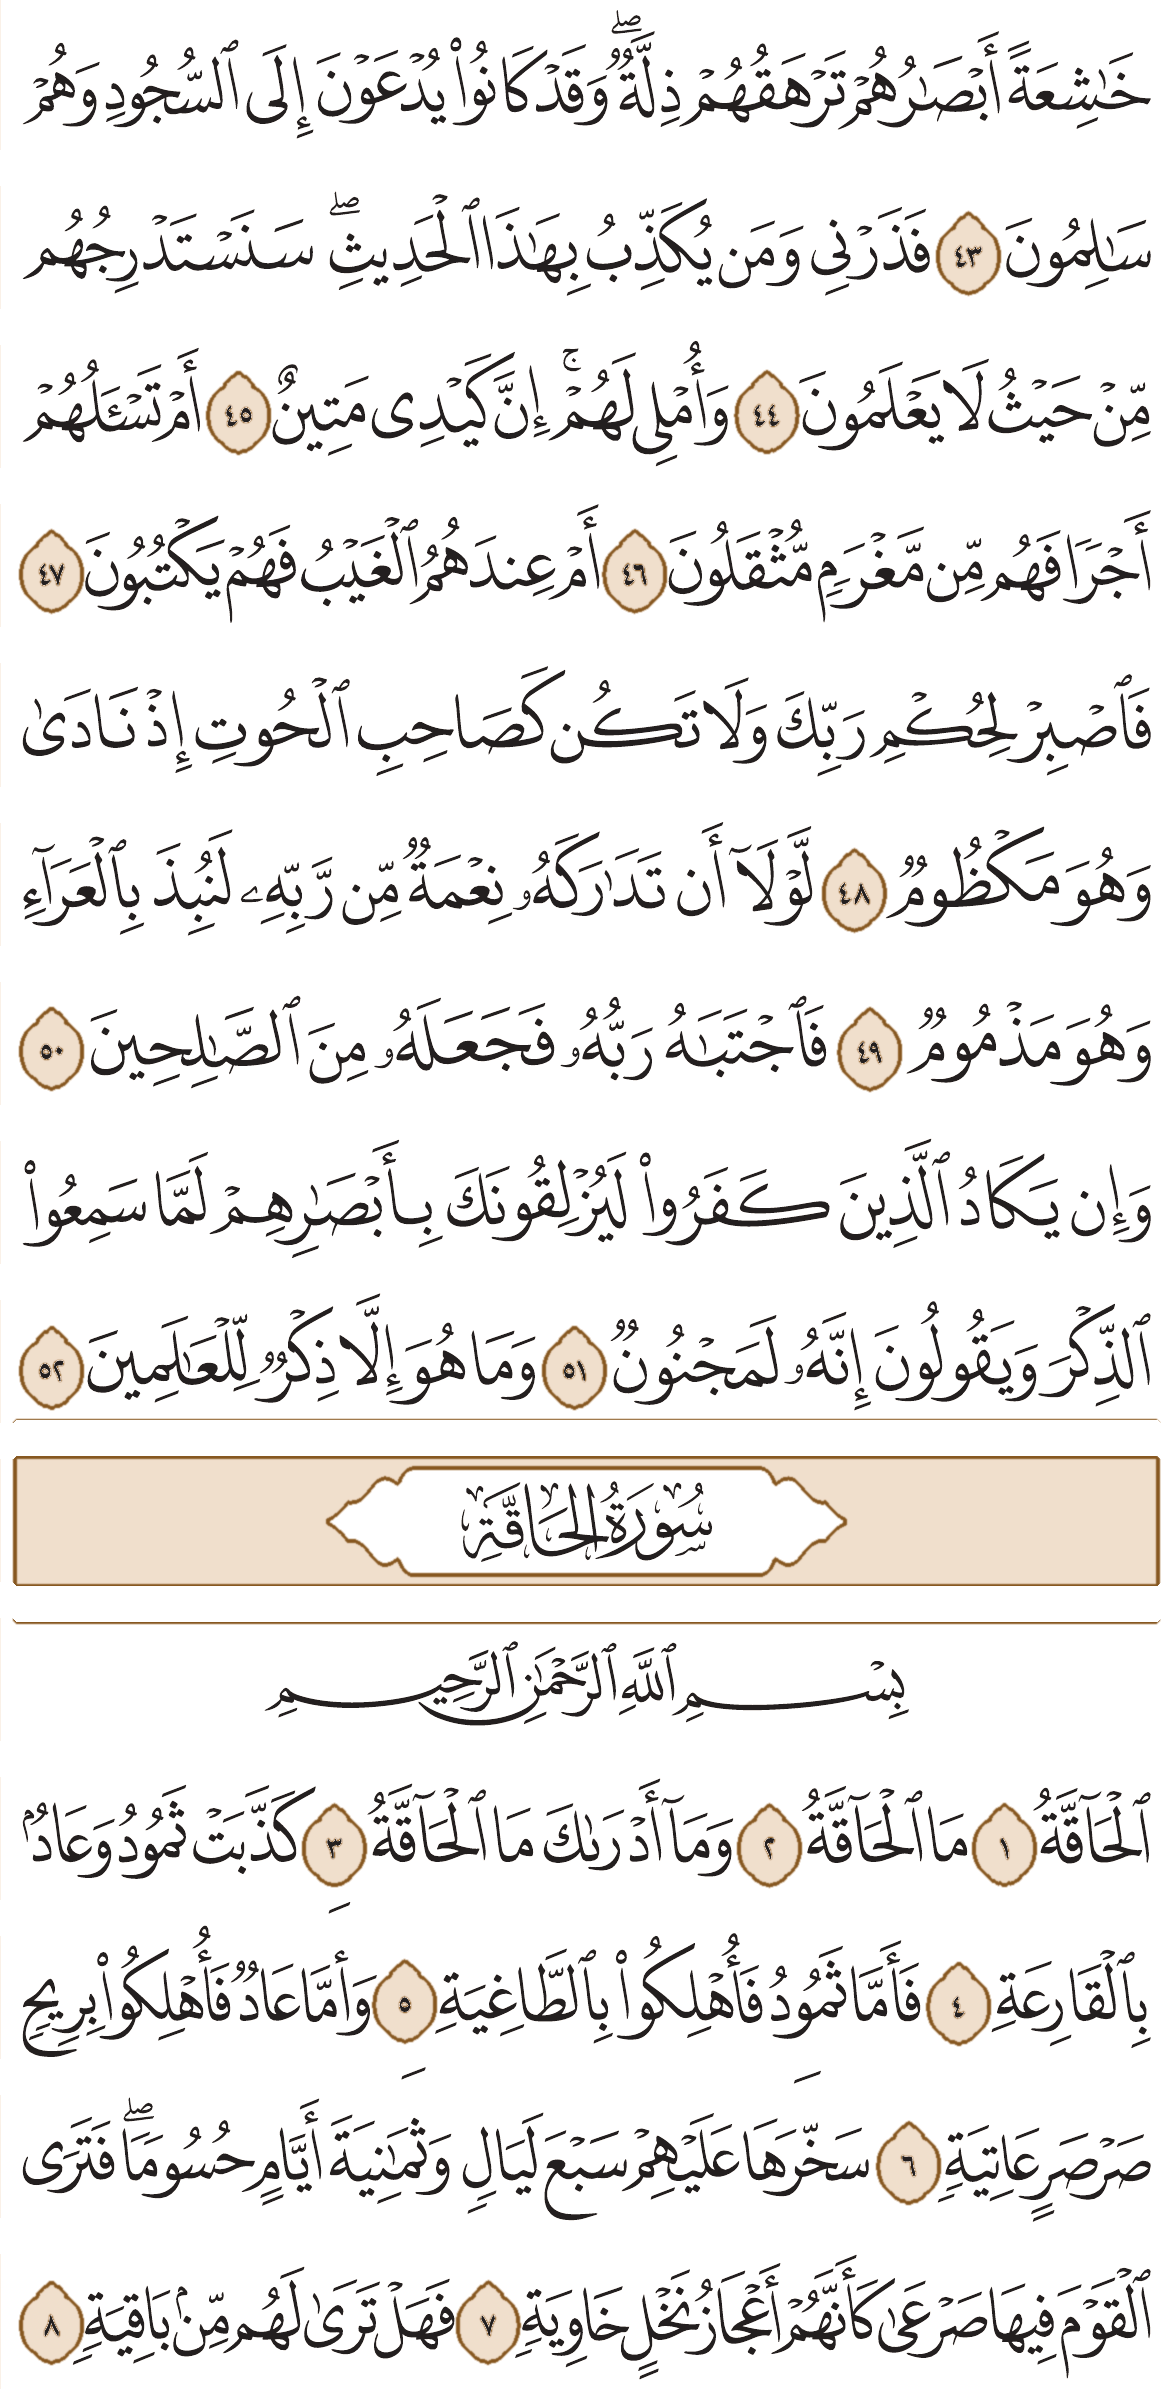 خَٰشِعَةً أَبْصَٰرُهُمْ تَرْهَقُهُمْ ذِلَّةٌۖ وَقَدْ كَانُوا۟ يُدْعَوْنَ إِلَى ٱلسُّجُودِ وَهُمْ
سَٰلِمُونَ ٤٣ فَذَرْنِى وَمَن يُكَذِّبُ بِهَٰذَا ٱلْحَدِيثِۖ سَنَسْتَدْرِجُهُم
مِّنْ حَيْثُ لَا يَعْلَمُونَ ٤٤ وَأُمْلِى لَهُمْۚ إِنَّ كَيْدِى مَتِينٌ ٤٥ أَمْ تَسْـَٔلُهُمْ
أَجْرًا فَهُم مِّن مَّغْرَمٍ مُّثْقَلُونَ ٤٦ أَمْ عِندَهُمُ ٱلْغَيْبُ فَهُمْ يَكْتُبُونَ ٤٧
فَٱصْبِرْ لِحُكْمِ رَبِّكَ وَلَا تَكُن كَصَاحِبِ ٱلْحُوتِ إِذْ نَادَىٰ
وَهُوَ مَكْظُومٌ ٤٨ لَّوْلَآ أَن تَدَٰرَكَهُۥ نِعْمَةٌ مِّن رَّبِّهِۦ لَنُبِذَ بِٱلْعَرَآءِ
وَهُوَ مَذْمُومٌ ٤٩ فَٱجْتَبَٰهُ رَبُّهُۥ فَجَعَلَهُۥ مِنَ ٱلصَّٰلِحِينَ ٥٠
وَإِن يَكَادُ ٱلَّذِينَ كَفَرُوا۟ لَيُزْلِقُونَكَ بِأَبْصَٰرِهِمْ لَمَّا سَمِعُوا۟
ٱلذِّكْرَ وَيَقُولُونَ إِنَّهُۥ لَمَجْنُونٌ ٥١ وَمَا هُوَ إِلَّا ذِكْرٌ لِّلْعَٰلَمِينَ ٥٢
سُورَةُ الحَاقَّةِ
بِسْمِ ٱللَّهِ ٱلرَّحْمَٰنِ ٱلرَّحِيمِ
ٱلْحَآقَّةُ ١ مَا ٱلْحَآقَّةُ ٢ وَمَآ أَدْرَىٰكَ مَا ٱلْحَآقَّةُ ٣ كَذَّبَتْ ثَمُودُ وَعَادٌۢ
بِٱلْقَارِعَةِ ٤ فَأَمَّا ثَمُودُ فَأُهْلِكُوا۟ بِٱلطَّاغِيَةِ ٥ وَأَمَّا عَادٌ فَأُهْلِكُوا۟ بِرِيحٍ
صَرْصَرٍ عَاتِيَةٍ ٦ سَخَّرَهَا عَلَيْهِمْ سَبْعَ لَيَالٍ وَثَمَٰنِيَةَ أَيَّامٍ حُسُومًاۖ فَتَرَى
ٱلْقَوْمَ فِيهَا صَرْعَىٰ كَأَنَّهُمْ أَعْجَازُ نَخْلٍ خَاوِيَةٍ ٧ فَهَلْ تَرَىٰ لَهُم مِّنۢ بَاقِيَةٍ ٨